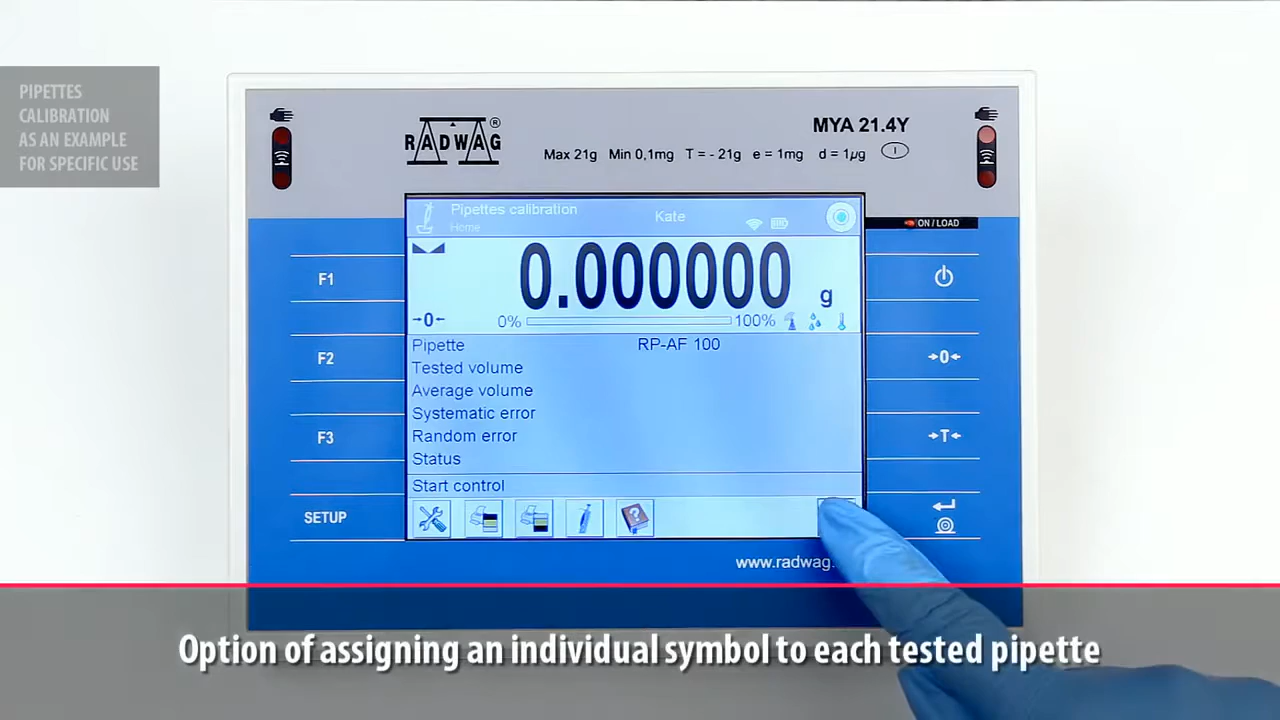 PIPETTES
CALIBRATION
AS AN EXAMPLE
FOR SPECIFIC USE
RADWAG®
MYA 21.4Y
Max 21g Min 0,1mg T = - 21g e = 1mg d = 1µg
Pipettes calibration
Home
Kate
ON / LOAD
0.000000 g
→0←
0%
100%
Pipette RP-AF 100
Tested volume
Average volume
Systematic error
Random error
Status
Start control
F1
F2
F3
SETUP
→0←
→T←
www.radwag.
Option of assigning an individual symbol to each tested pipette